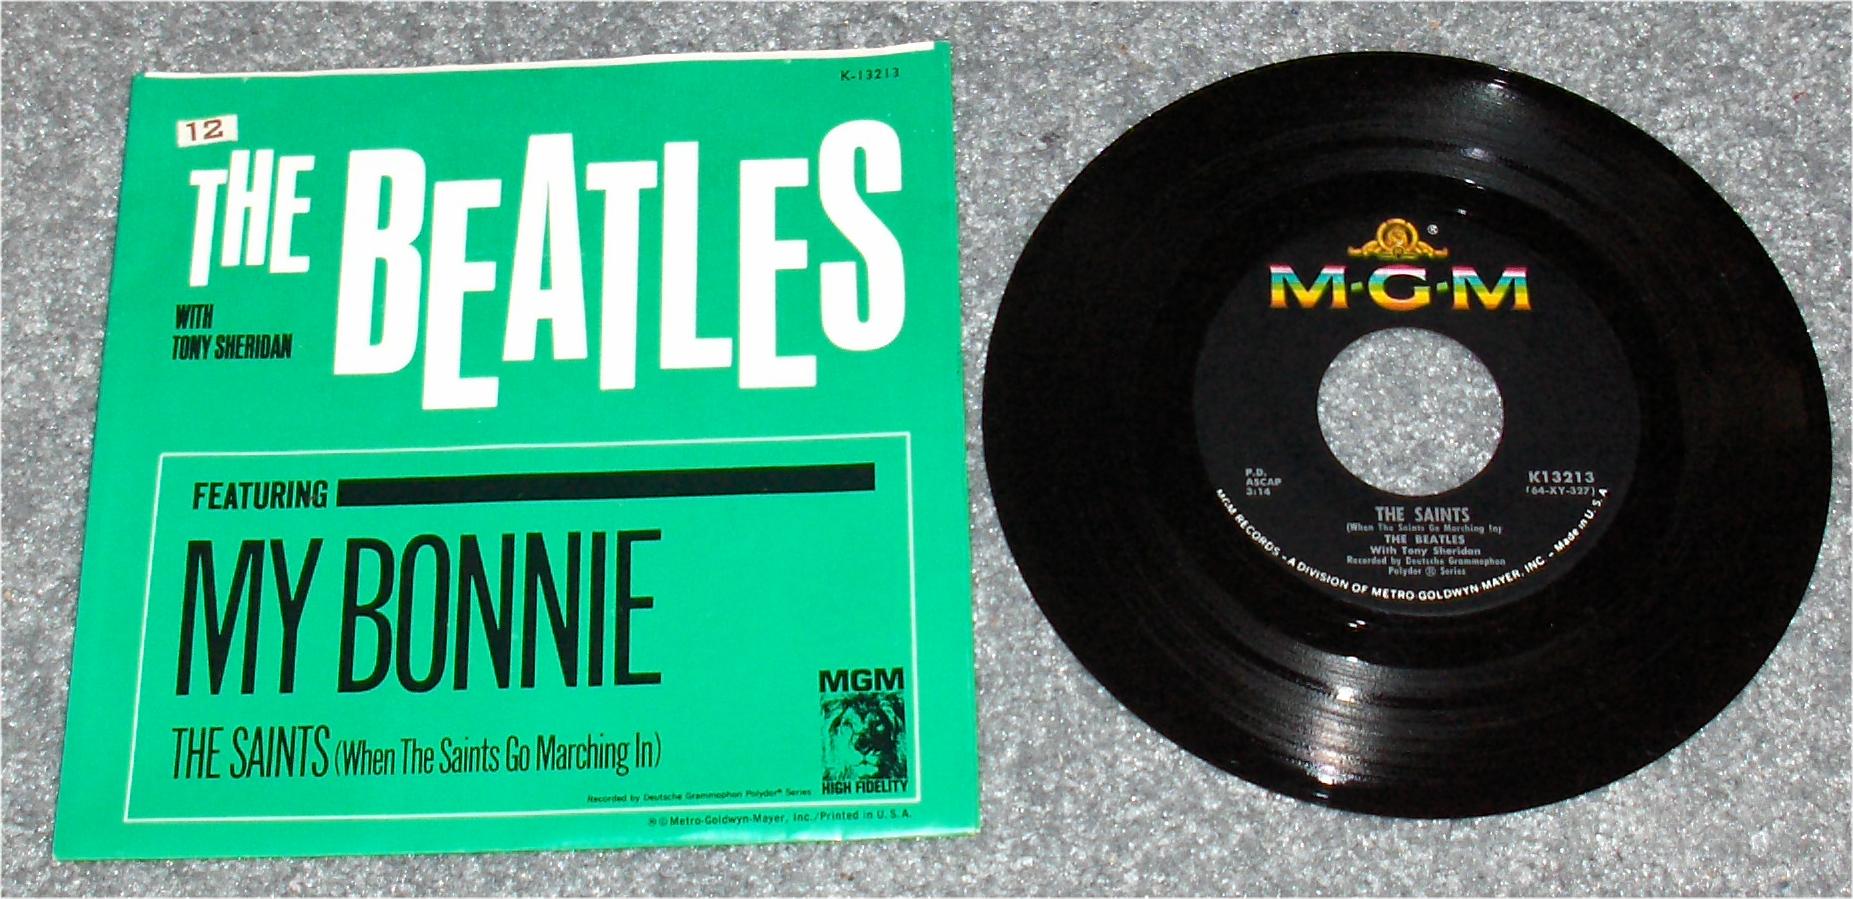 K-13213
12
THE BEATLES
WITH
TONY SHERIDAN
FEATURING
MY BONNIE
THE SAINTS (When The Saints Go Marching In)
MGM
HIGH FIDELITY
Recorded by Deutsche Grammophon Polydor® Series
℗ © Metro-Goldwyn-Mayer, Inc./Printed in U.S.A.
®
M·G·M
P.D.
ASCAP
3:14
K13213
(64-XY-327)
THE SAINTS
(When The Saints Go Marching In)
THE BEATLES
With Tony Sheridan
Recorded by Deutsche Grammophon
Polydor ® Series
MGM RECORDS - A DIVISION OF METRO-GOLDWYN-MAYER, INC. - Made in U.S.A